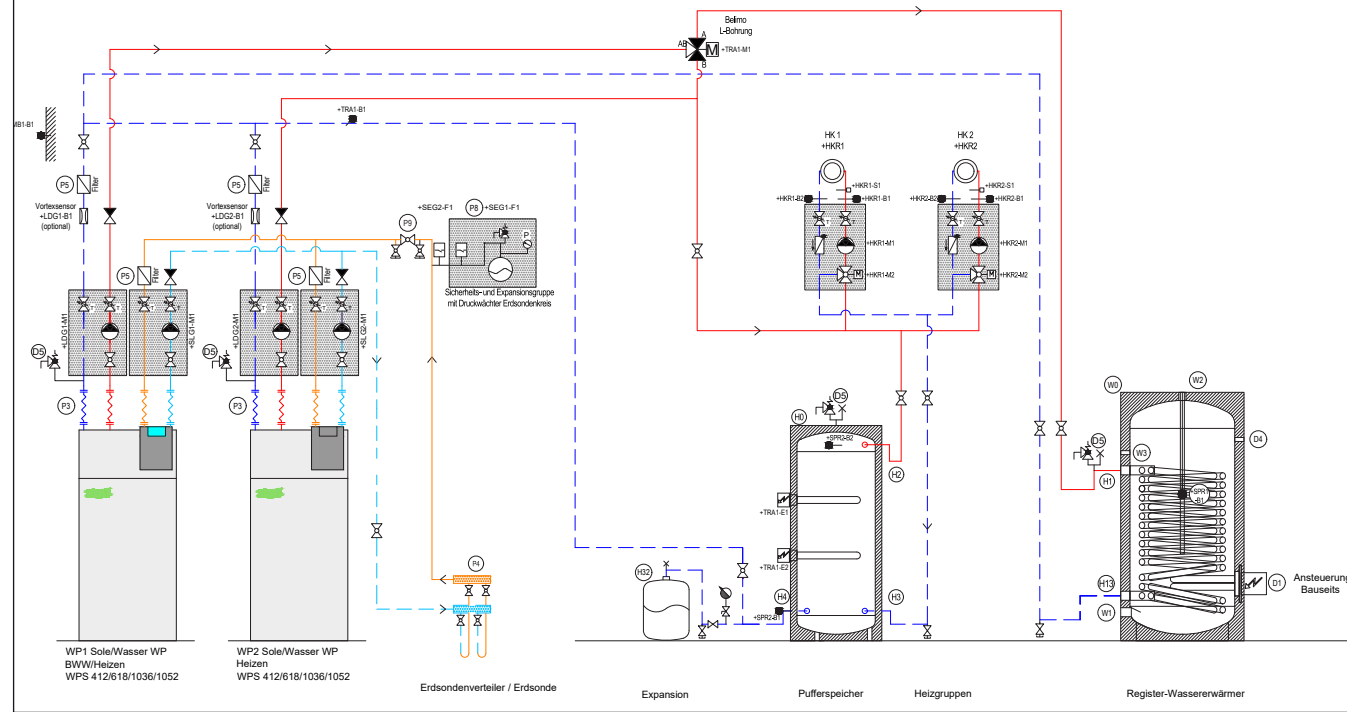 Belimo
L-Bohrung
A
AB
M
+TRA1-M1
B
+TRA1-B1
MB1-B1
HK 1
+HKR1
HK 2
+HKR2
P5
Filter
P5
Filter
+HKR1-S1
+HKR2-S1
+HKR1-B2
+HKR1-B1
+HKR2-B2
+HKR2-B1
Vortexsensor
+LDG1-B1
(optional)
Vortexsensor
+LDG2-B1
(optional)
P9
+SEG2-F1
P8
+SEG1-F1
P
T
T
T
T
+HKR1-M1
+HKR2-M1
P5
Filter
P5
Filter
M
+HKR1-M2
M
+HKR2-M2
Sicherheits- und Expansionsgruppe
mit Druckwächter Erdsondenkreis
T
T
T
T
T
T
T
T
+LDG1-M1
+SLG1-M1
+LDG2-M1
+SLG2-M1
D5
D5
P3
P3
D5
H0
+SPR2-B2
H2
W0
W2
D5
W3
D4
H1
+SPR1
-B1
+TRA1-E1
+TRA1-E2
P4
H32
H4
H3
+SPR2-B1
H13
W1
D1
Ansteuerung
Bauseits
WP1 Sole/Wasser WP
BWW/Heizen
WPS 412/618/1036/1052
WP2 Sole/Wasser WP
Heizen
WPS 412/618/1036/1052
Erdsondenverteiler / Erdsonde
Expansion
Pufferspeicher
Heizgruppen
Register-Wassererwärmer